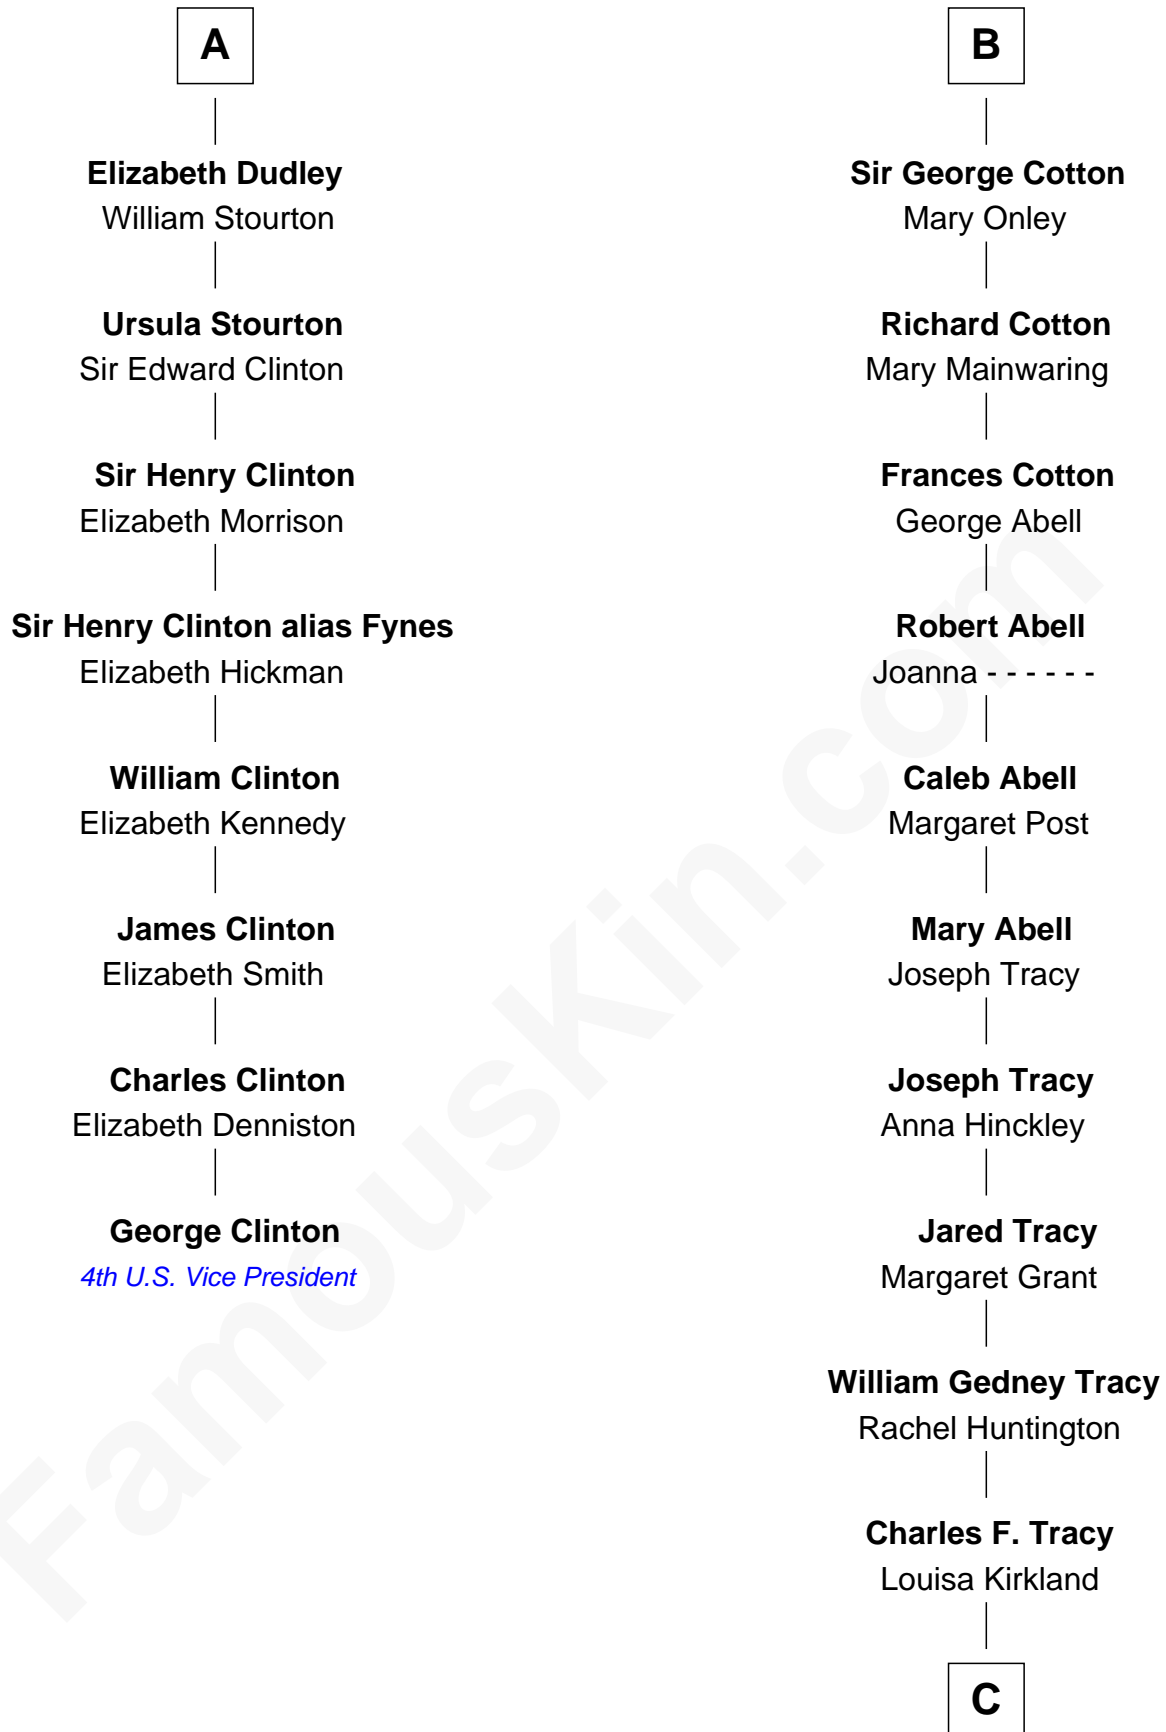 A
Elizabeth Dudley
William Stourton
Ursula Stourton
Sir Edward Clinton
Sir Henry Clinton
Elizabeth Morrison
Sir Henry Clinton alias Fynes
Elizabeth Hickman
William Clinton
Elizabeth Kennedy
James Clinton
Elizabeth Smith
Charles Clinton
Elizabeth Denniston
George Clinton
4th U.S. Vice President
B
Sir George Cotton
Mary Onley
Richard Cotton
Mary Mainwaring
Frances Cotton
George Abell
Robert Abell
Joanna - - - - - -
Caleb Abell
Margaret Post
Mary Abell
Joseph Tracy
Joseph Tracy
Anna Hinckley
Jared Tracy
Margaret Grant
William Gedney Tracy
Rachel Huntington
Charles F. Tracy
Louisa Kirkland
C
FamousKin.com